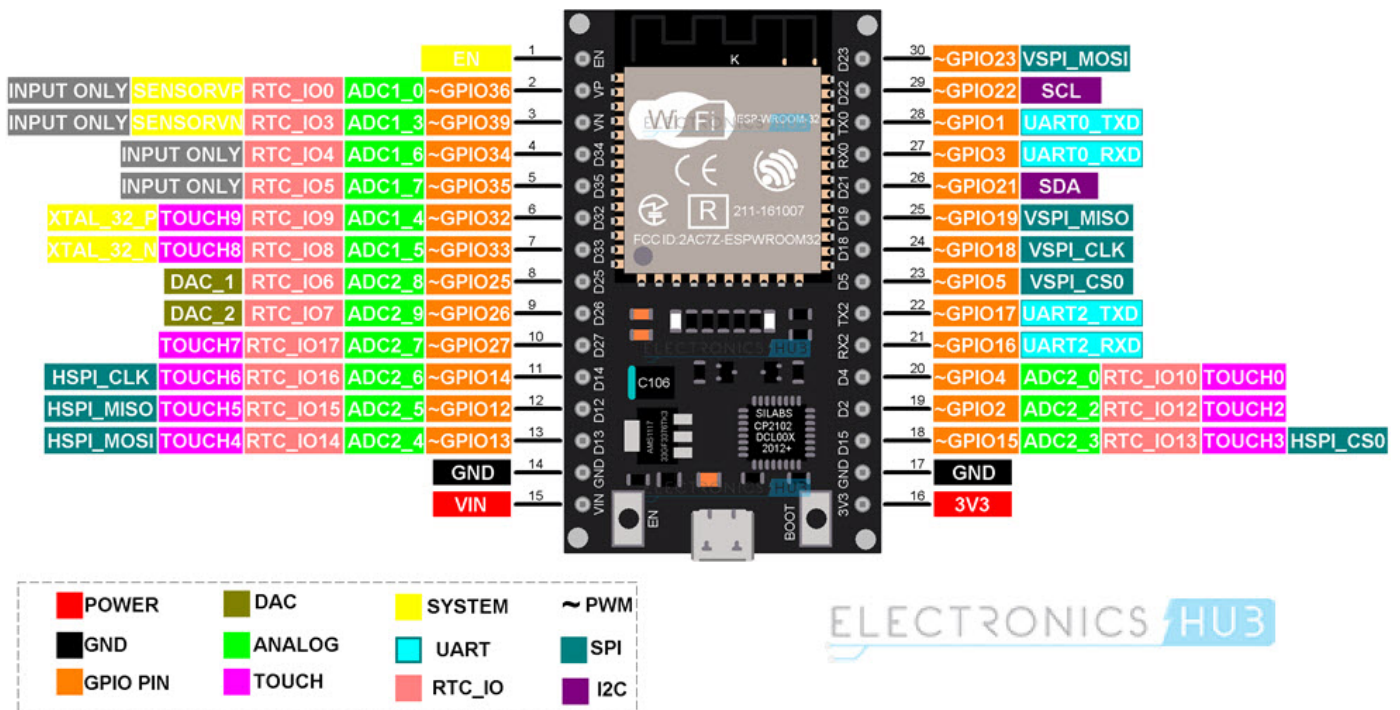 EN 1 EN D23 30 ~GPIO23 VSPI_MOSI
K
INPUT ONLY SENSORVP RTC_IO0 ADC1_0 ~GPIO36 2 VP D22 29 ~GPIO22 SCL
INPUT ONLY SENSORVN RTC_IO3 ADC1_3 ~GPIO39 3 VN WiFi ESP-WROOM-32 TX0 28 ~GPIO1 UART0_TXD
ELECTRONICS HUB
INPUT ONLY RTC_IO4 ADC1_6 ~GPIO34 4 D34 RX0 27 ~GPIO3 UART0_RXD
CE
INPUT ONLY RTC_IO5 ADC1_7 ~GPIO35 5 D35 D21 26 ~GPIO21 SDA
XTAL_32_P TOUCH9 RTC_IO9 ADC1_4 ~GPIO32 6 D32 R 211-161007 D19 25 ~GPIO19 VSPI_MISO
XTAL_32_N TOUCH8 RTC_IO8 ADC1_5 ~GPIO33 7 D33 FCC ID:2AC7Z-ESPWROOM32 D18 24 ~GPIO18 VSPI_CLK
DAC_1 RTC_IO6 ADC2_8 ~GPIO25 8 D25 D5 23 ~GPIO5 VSPI_CS0
DAC_2 RTC_IO7 ADC2_9 ~GPIO26 9 D26 TX2 22 ~GPIO17 UART2_TXD
TOUCH7 RTC_IO17 ADC2_7 ~GPIO27 10 D27 RX2 21 ~GPIO16 UART2_RXD
ELECTRONICS HUB
HSPI_CLK TOUCH6 RTC_IO16 ADC2_6 ~GPIO14 11 D14 C106 D4 20 ~GPIO4 ADC2_0 RTC_IO10 TOUCH0
HSPI_MISO TOUCH5 RTC_IO15 ADC2_5 ~GPIO12 12 D12 D2 19 ~GPIO2 ADC2_2 RTC_IO12 TOUCH2
SILABS
CP2102
DCL00X
2012+
AMS1117
HSPI_MOSI TOUCH4 RTC_IO14 ADC2_4 ~GPIO13 13 D13 D15 18 ~GPIO15 ADC2_3 RTC_IO13 TOUCH3 HSPI_CS0
GND 14 GND GND 17 GND
ELECTRONICS HUB
VIN 15 VIN EN BOOT 3V3 16 3V3
POWER DAC SYSTEM ~ PWM
GND ANALOG UART SPI
GPIO PIN TOUCH RTC_IO I2C
ELECTRONICS HUB